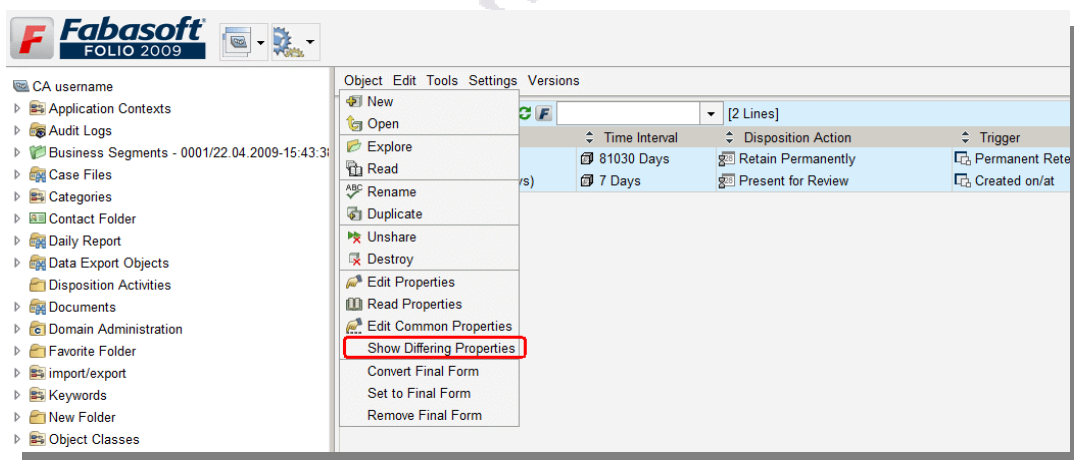 Fabasoft
FOLIO 2009
CA username
Application Contexts
Audit Logs
Business Segments - 0001/22.04.2009-15:43:3
Case Files
Categories
Contact Folder
Daily Report
Data Export Objects
Disposition Activities
Documents
Domain Administration
Favorite Folder
import/export
Keywords
New Folder
Object Classes
Object Edit Tools Settings Versions
New
Open
Explore
Read
Rename
Duplicate
Unshare
Destroy
Edit Properties
Read Properties
Edit Common Properties
Show Differing Properties
Convert Final Form
Set to Final Form
Remove Final Form
[2 Lines]
Time Interval Disposition Action Trigger
81030 Days Retain Permanently Permanent Rete
ys) 7 Days Present for Review Created on/at